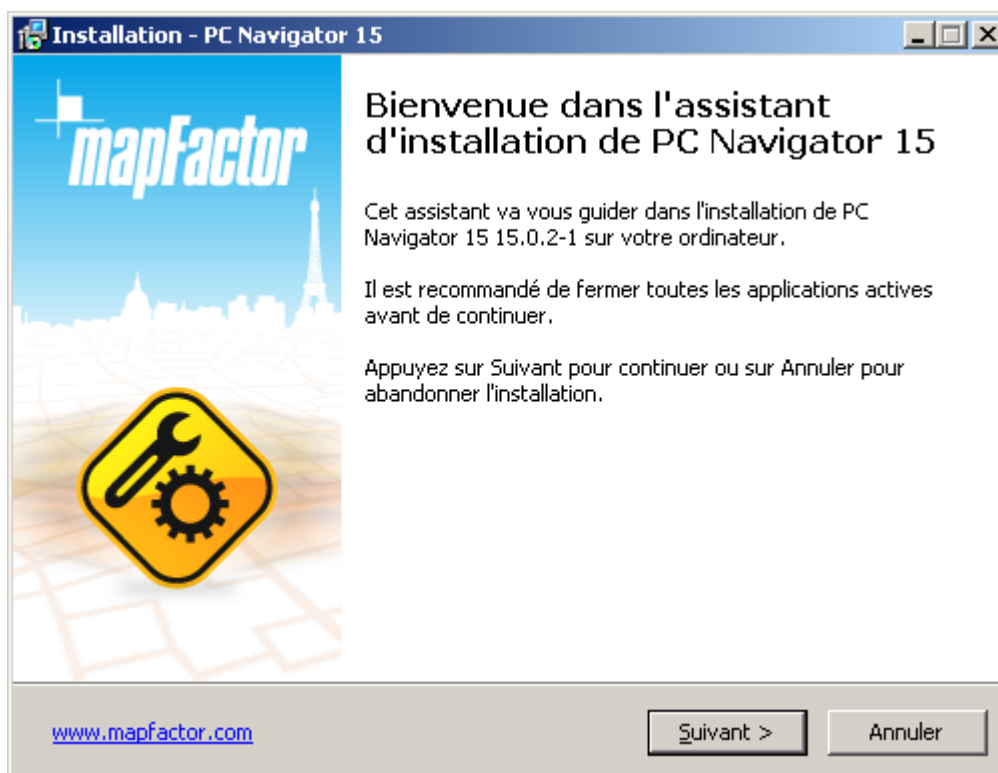 Installation - PC Navigator 15
mapFactor
Bienvenue dans l'assistant
d'installation de PC Navigator 15
Cet assistant va vous guider dans l'installation de PC
Navigator 15 15.0.2-1 sur votre ordinateur.
Il est recommandé de fermer toutes les applications actives
avant de continuer.
Appuyez sur Suivant pour continuer ou sur Annuler pour
abandonner l'installation.
www.mapfactor.com
Suivant >
Annuler